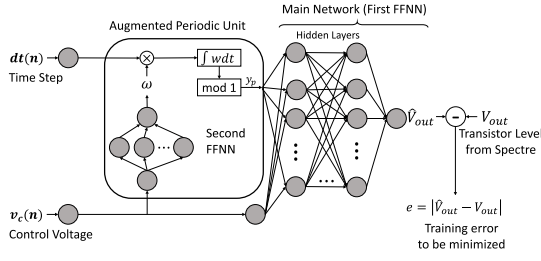 Main Network (First FFNN)
Augmented Periodic Unit
Hidden Layers
dt(n)
Time Step
∫ wdt
mod 1
y_p
ω
Second
FFNN
V̂_out
-
V_out
Transistor Level
from Spectre
v_c(n)
Control Voltage
e = |V̂_out − V_out|
Training error
to be minimized